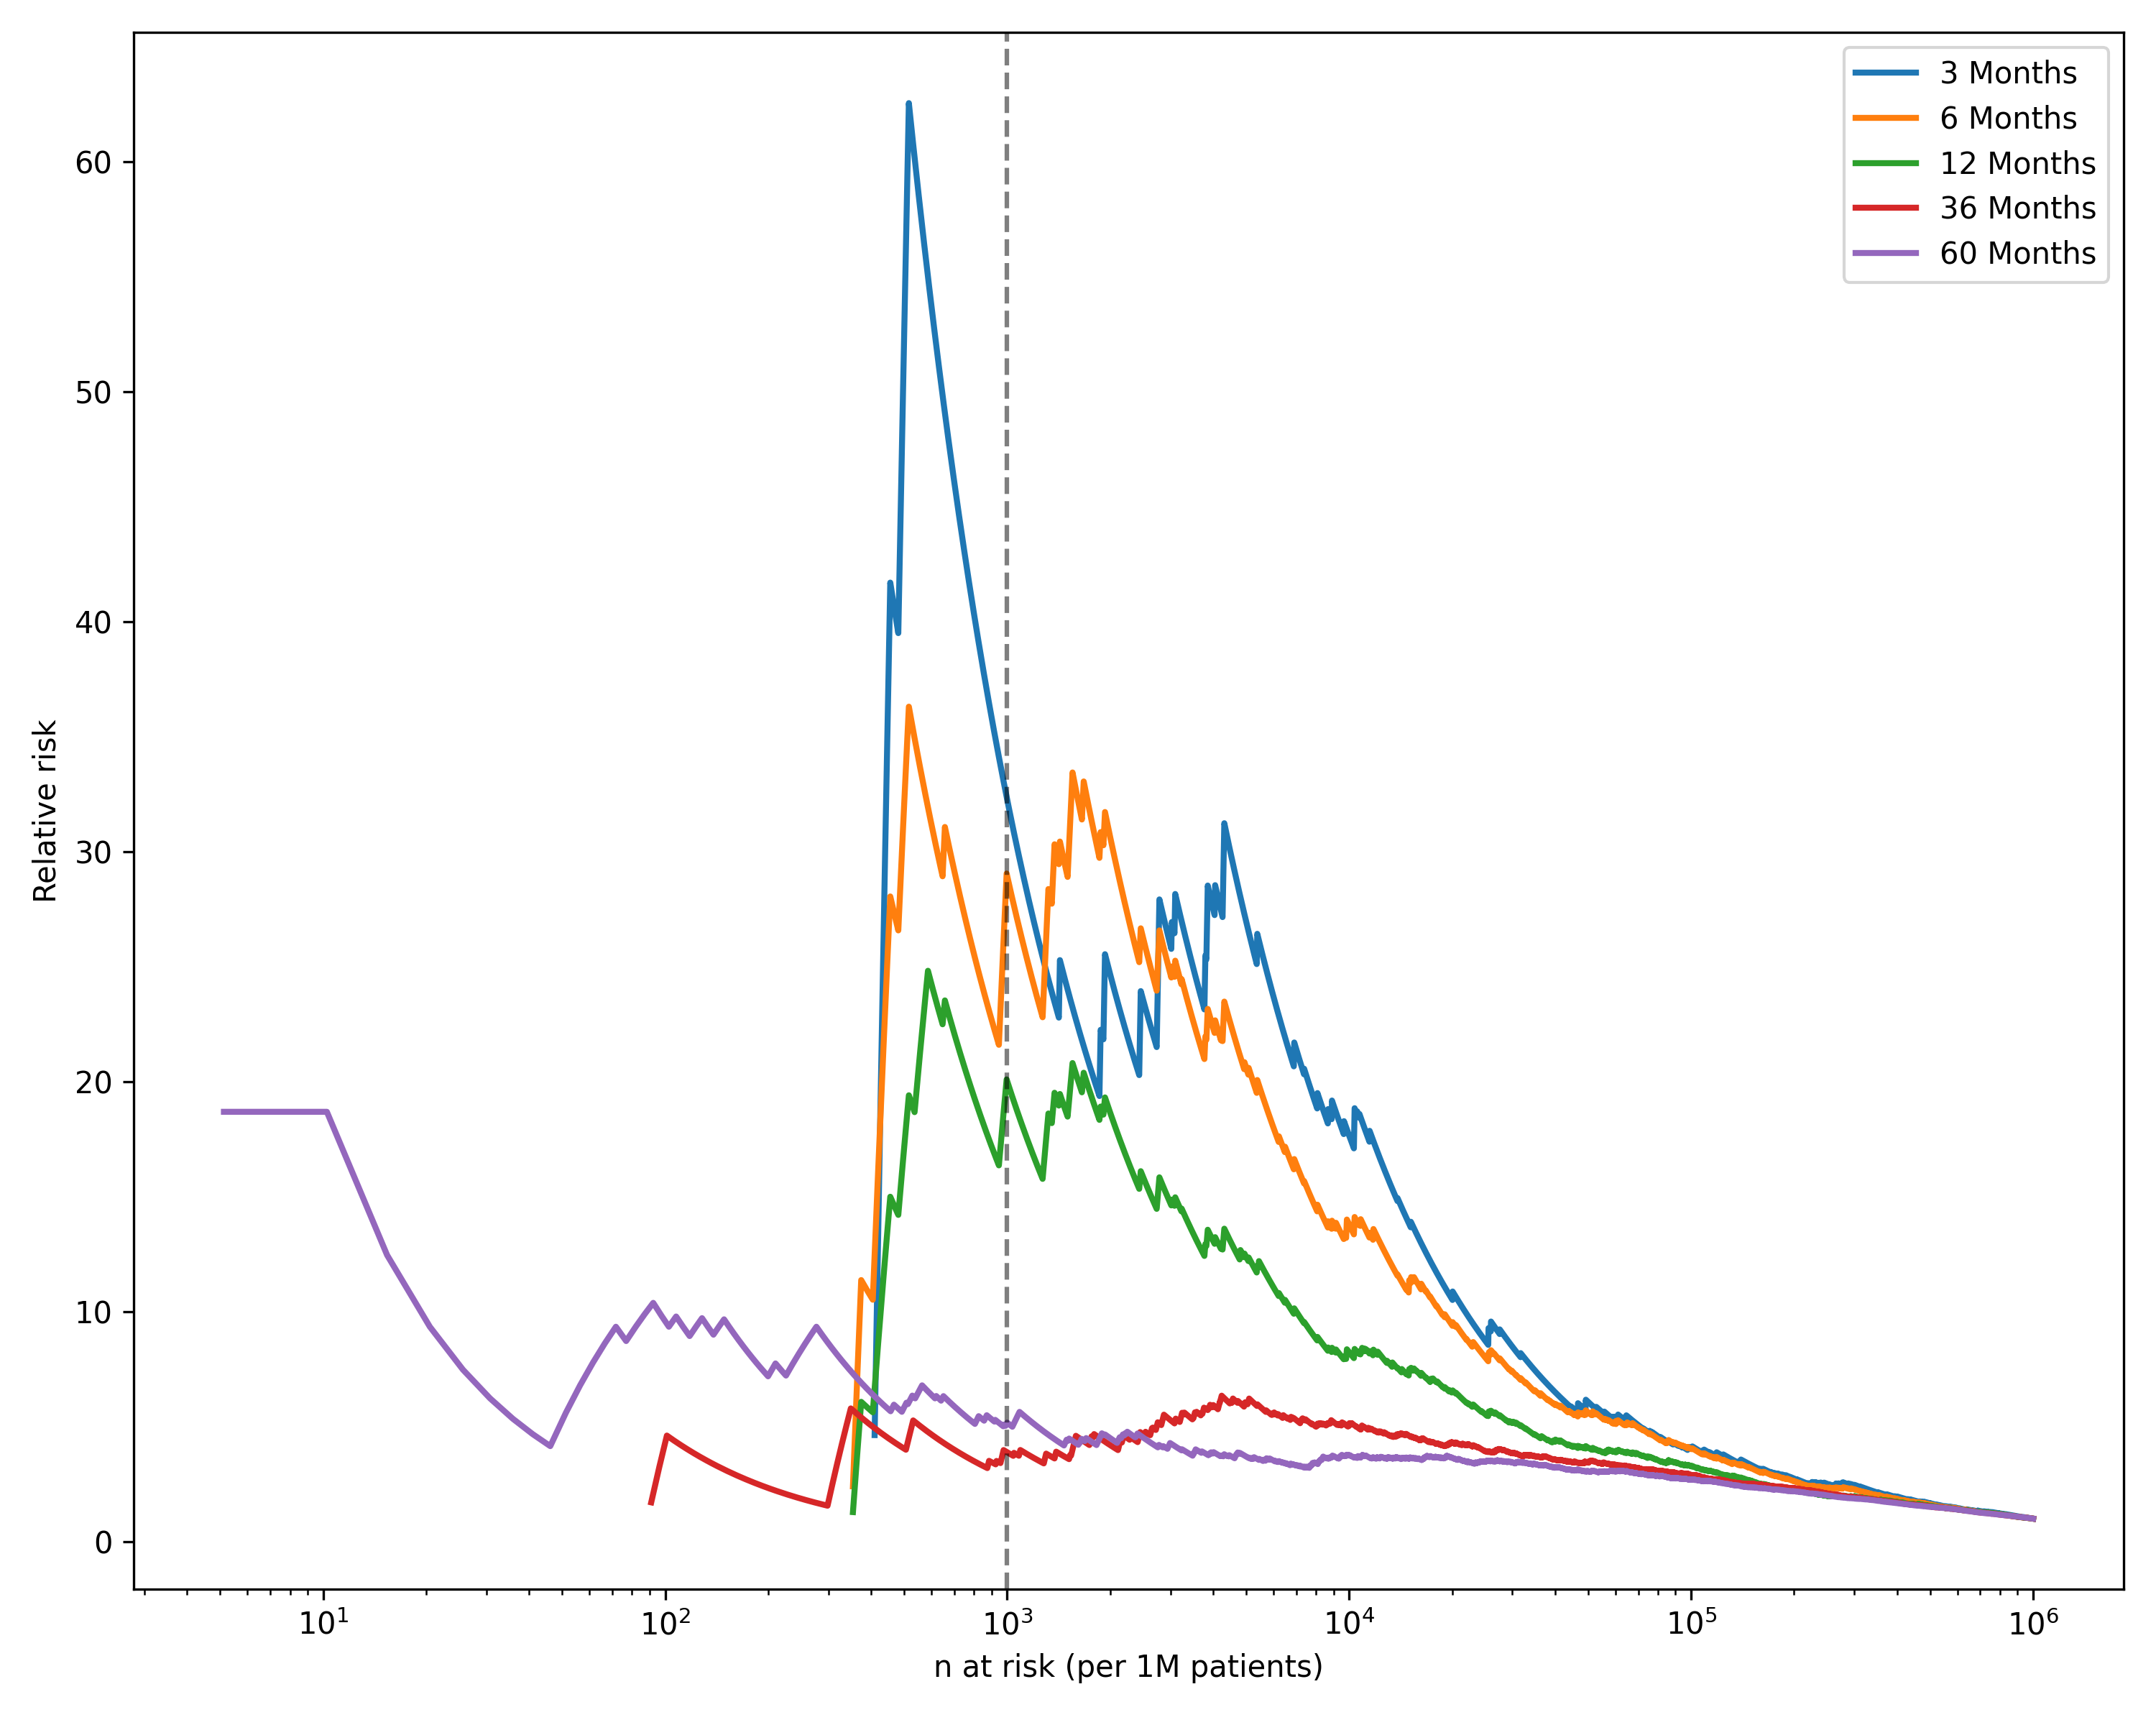 3 Months
6 Months
12 Months
36 Months
60 Months
Relative risk
60
50
40
30
20
10
0
10¹
10²
10³
10⁴
10⁵
10⁶
n at risk (per 1M patients)